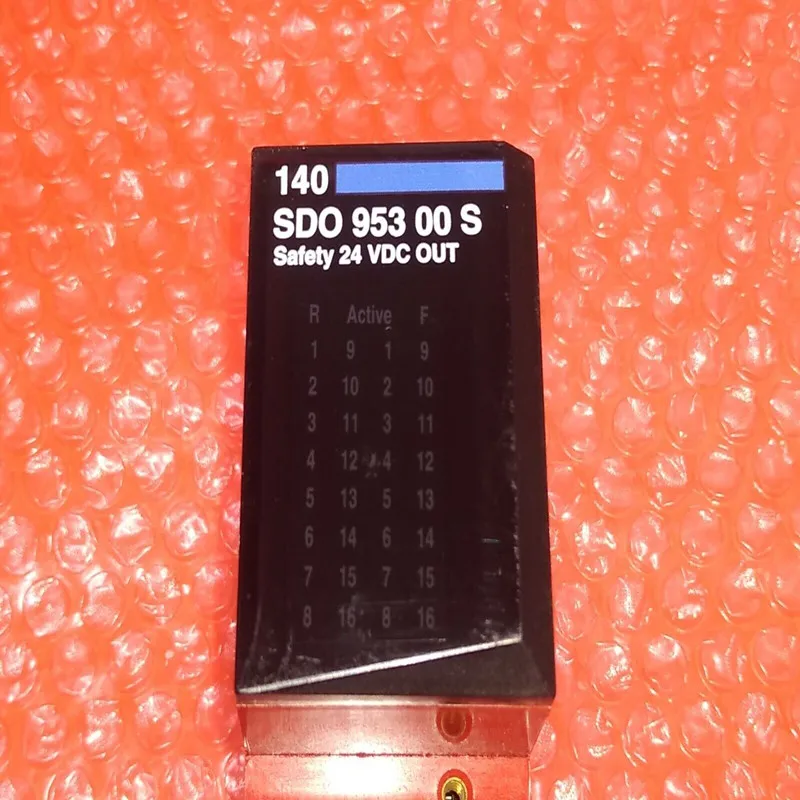 140
SDO 953 00 S
Safety 24 VDC OUT
R Active F
1 9 1 9
2 10 2 10
3 11 3 11
4 12 4 12
5 13 5 13
6 14 6 14
7 15 7 15
8 16 8 16